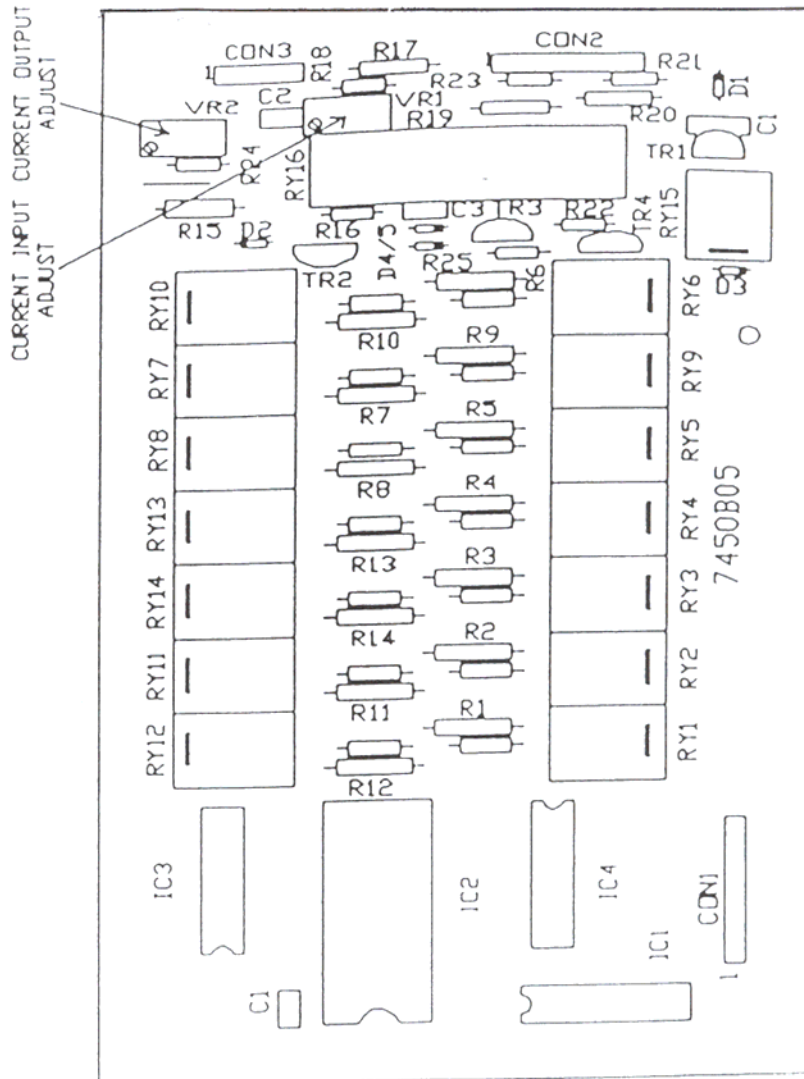 CURRENT OUTPUT
ADJUST
CURRENT INPUT
ADJUST
CON3
1
R18
R17
1
CON2
R21
R23
D1
VR2
C2
VR1
R19
R20
C1
TR1
R24
RY16
R15
D2
R16
C3
TR3
R22
TR4
RY15
TR2
D4/5
R25
R6
D3
RY10
R10
RY6
R9
RY7
R7
RY9
R5
RY8
R8
RY5
R4
RY13
R13
RY4
7450B05
R3
RY14
R14
RY3
R2
RY11
R11
RY2
R1
RY12
R12
RY1
IC3
IC2
IC4
CON1
IC1
1
C1